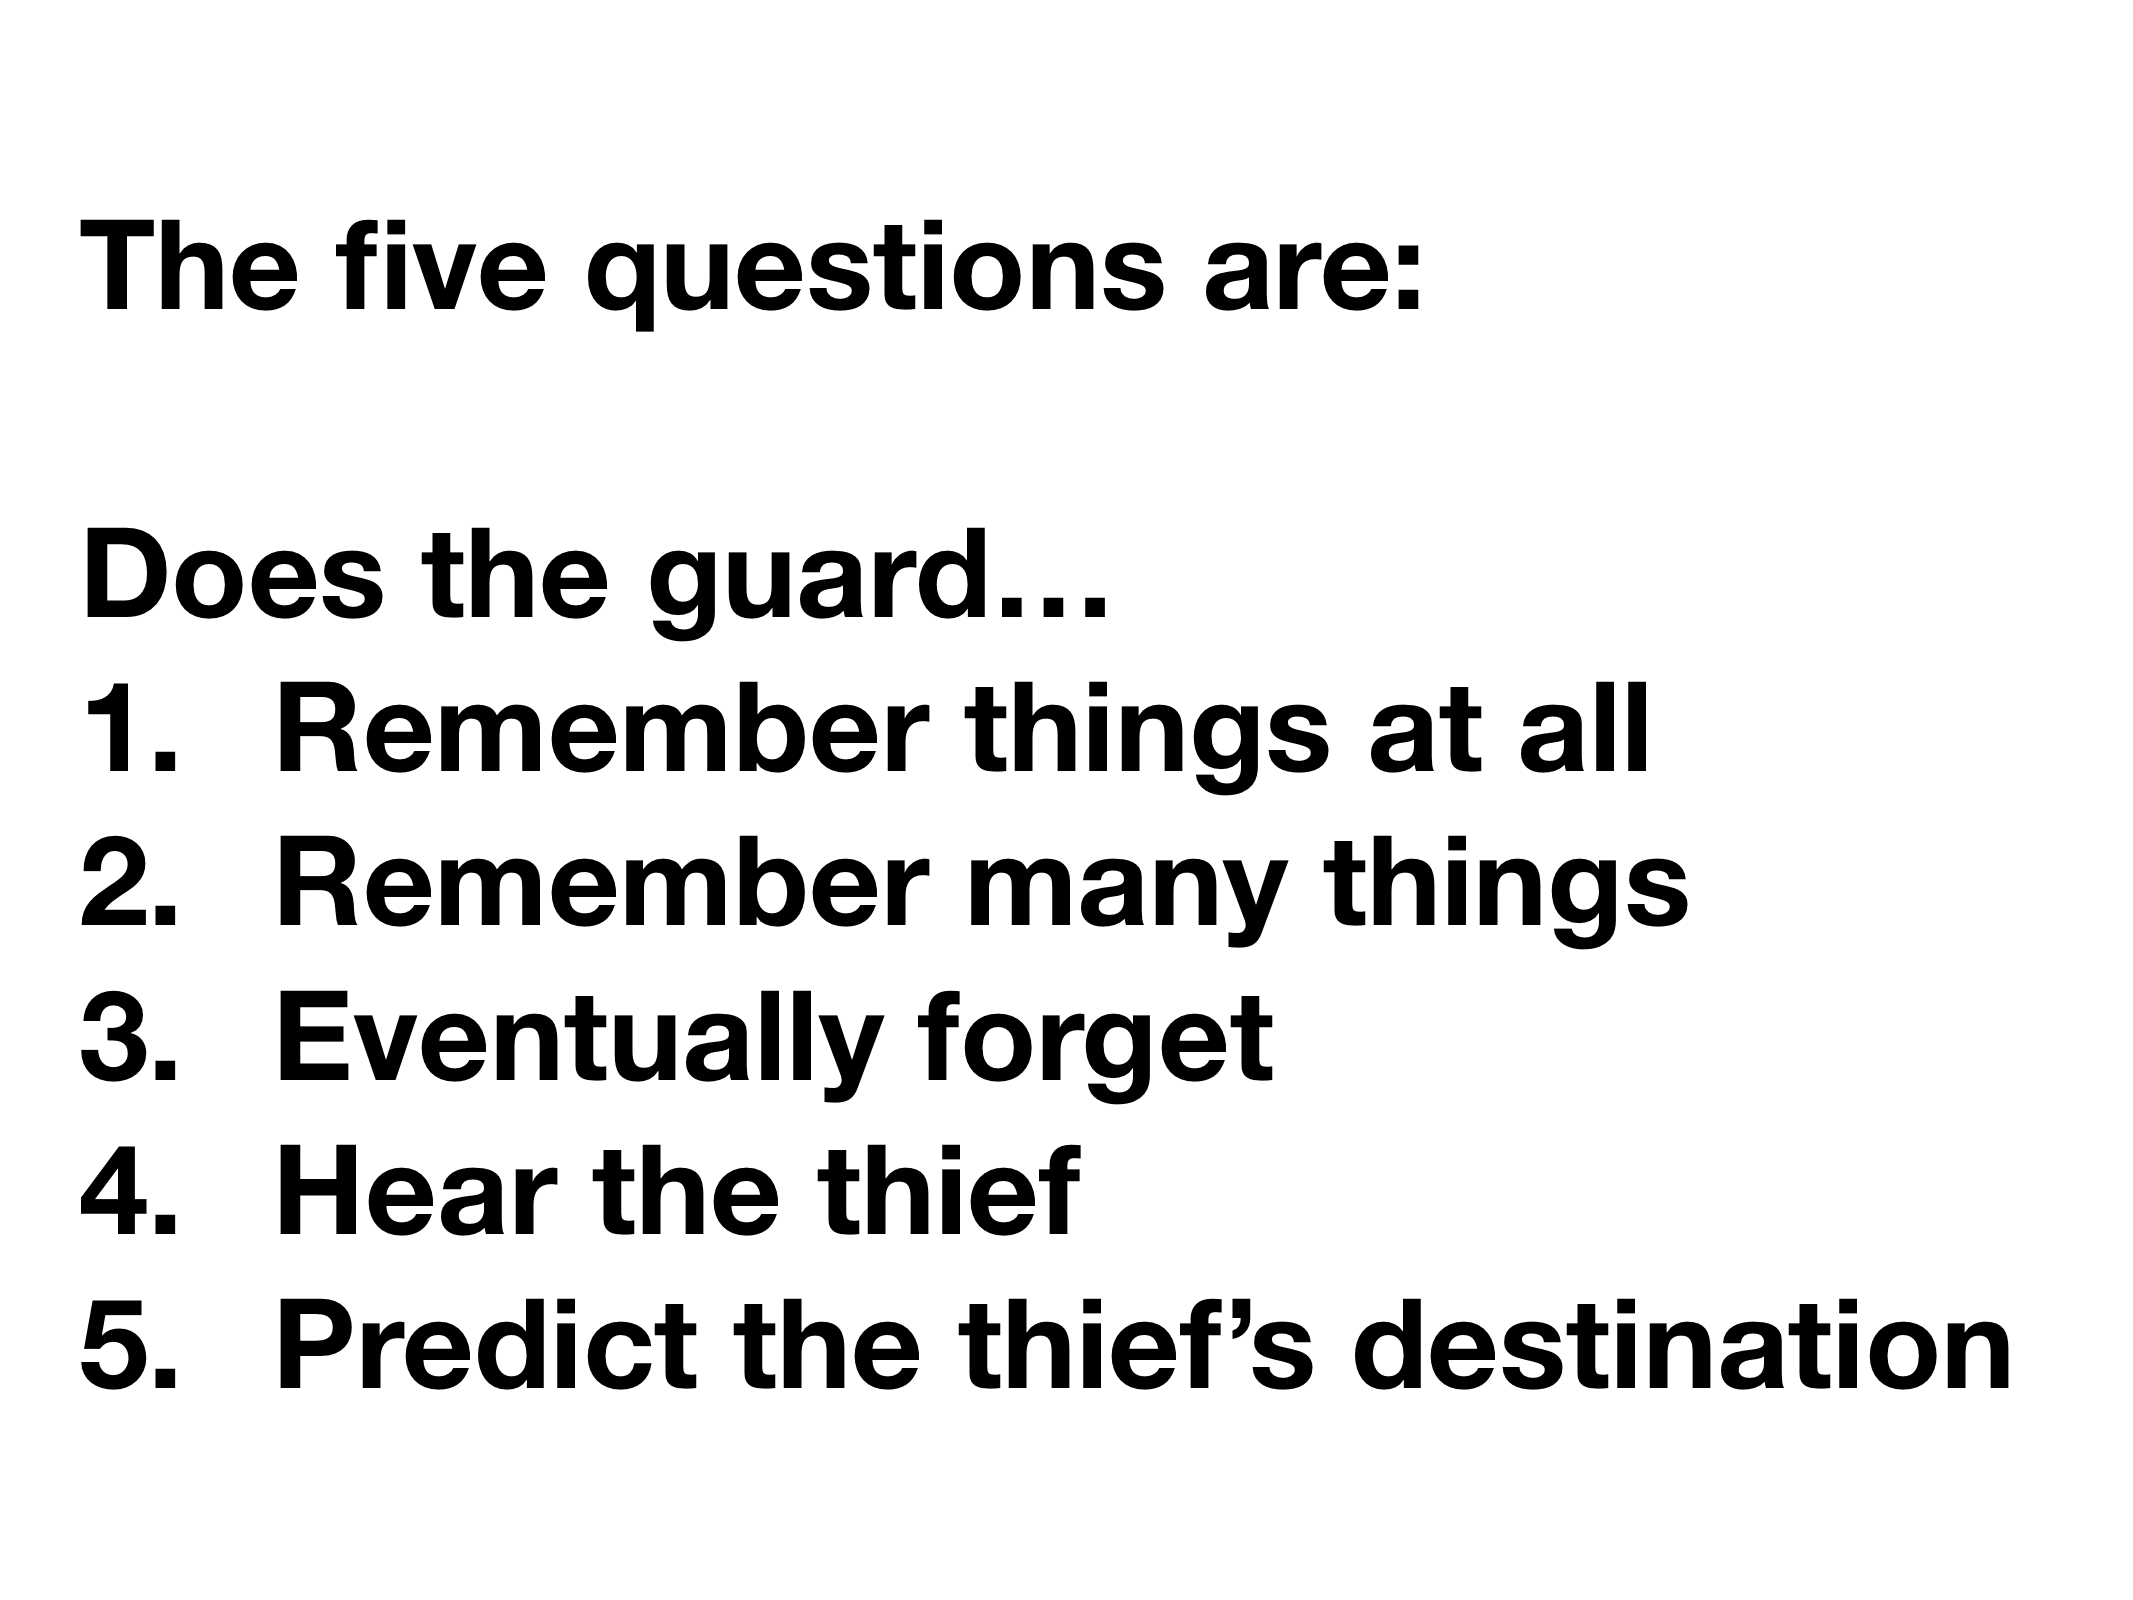 The five questions are:
Does the guard…
1. Remember things at all
2. Remember many things
3. Eventually forget
4. Hear the thief
5. Predict the thief’s destination